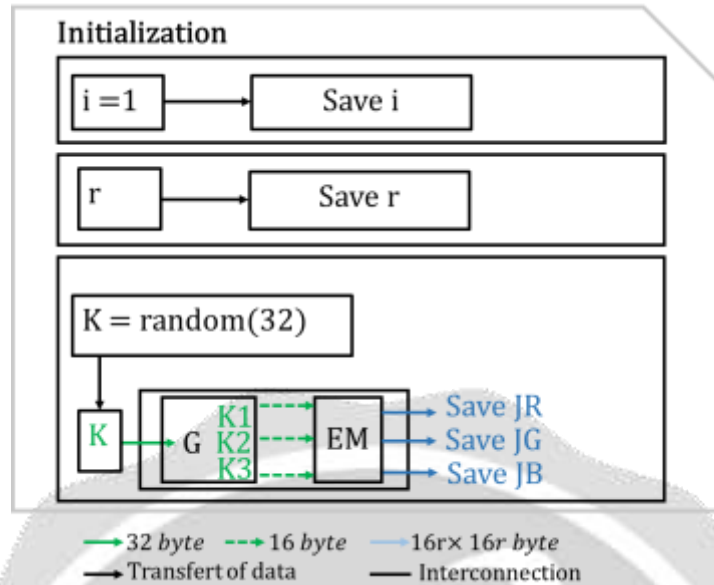 Initialization
i =1 Save i
r Save r
K = random(32)
K G K1 K2 K3 EM
Save JR
Save JG
Save JB
32 byte 16 byte 16r× 16r byte
Transfert of data Interconnection